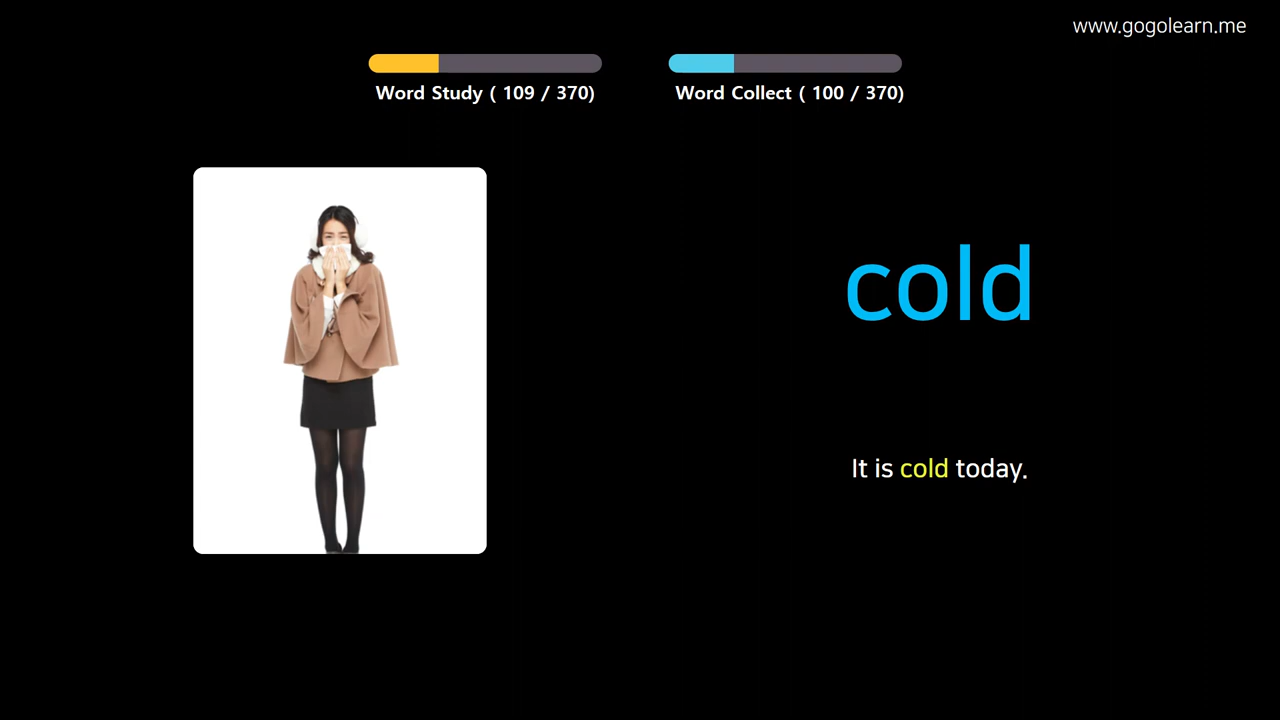 www.gogolearn.me
Word Study ( 109 / 370)
Word Collect ( 100 / 370)
cold
It is cold today.